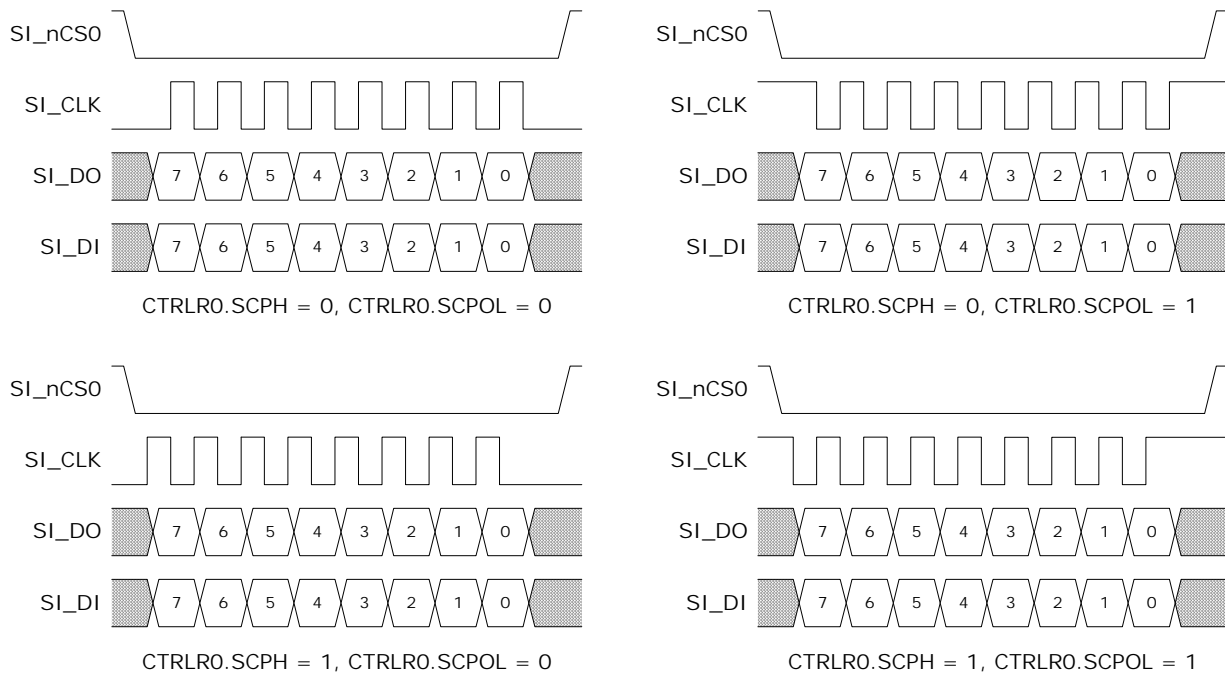 SI_nCS0
SI_CLK
SI_DO 7 6 5 4 3 2 1 0
SI_DI 7 6 5 4 3 2 1 0
CTRLR0.SCPH = 0, CTRLR0.SCPOL = 0
SI_nCS0
SI_CLK
SI_DO 7 6 5 4 3 2 1 0
SI_DI 7 6 5 4 3 2 1 0
CTRLR0.SCPH = 0, CTRLR0.SCPOL = 1
SI_nCS0
SI_CLK
SI_DO 7 6 5 4 3 2 1 0
SI_DI 7 6 5 4 3 2 1 0
CTRLR0.SCPH = 1, CTRLR0.SCPOL = 0
SI_nCS0
SI_CLK
SI_DO 7 6 5 4 3 2 1 0
SI_DI 7 6 5 4 3 2 1 0
CTRLR0.SCPH = 1, CTRLR0.SCPOL = 1